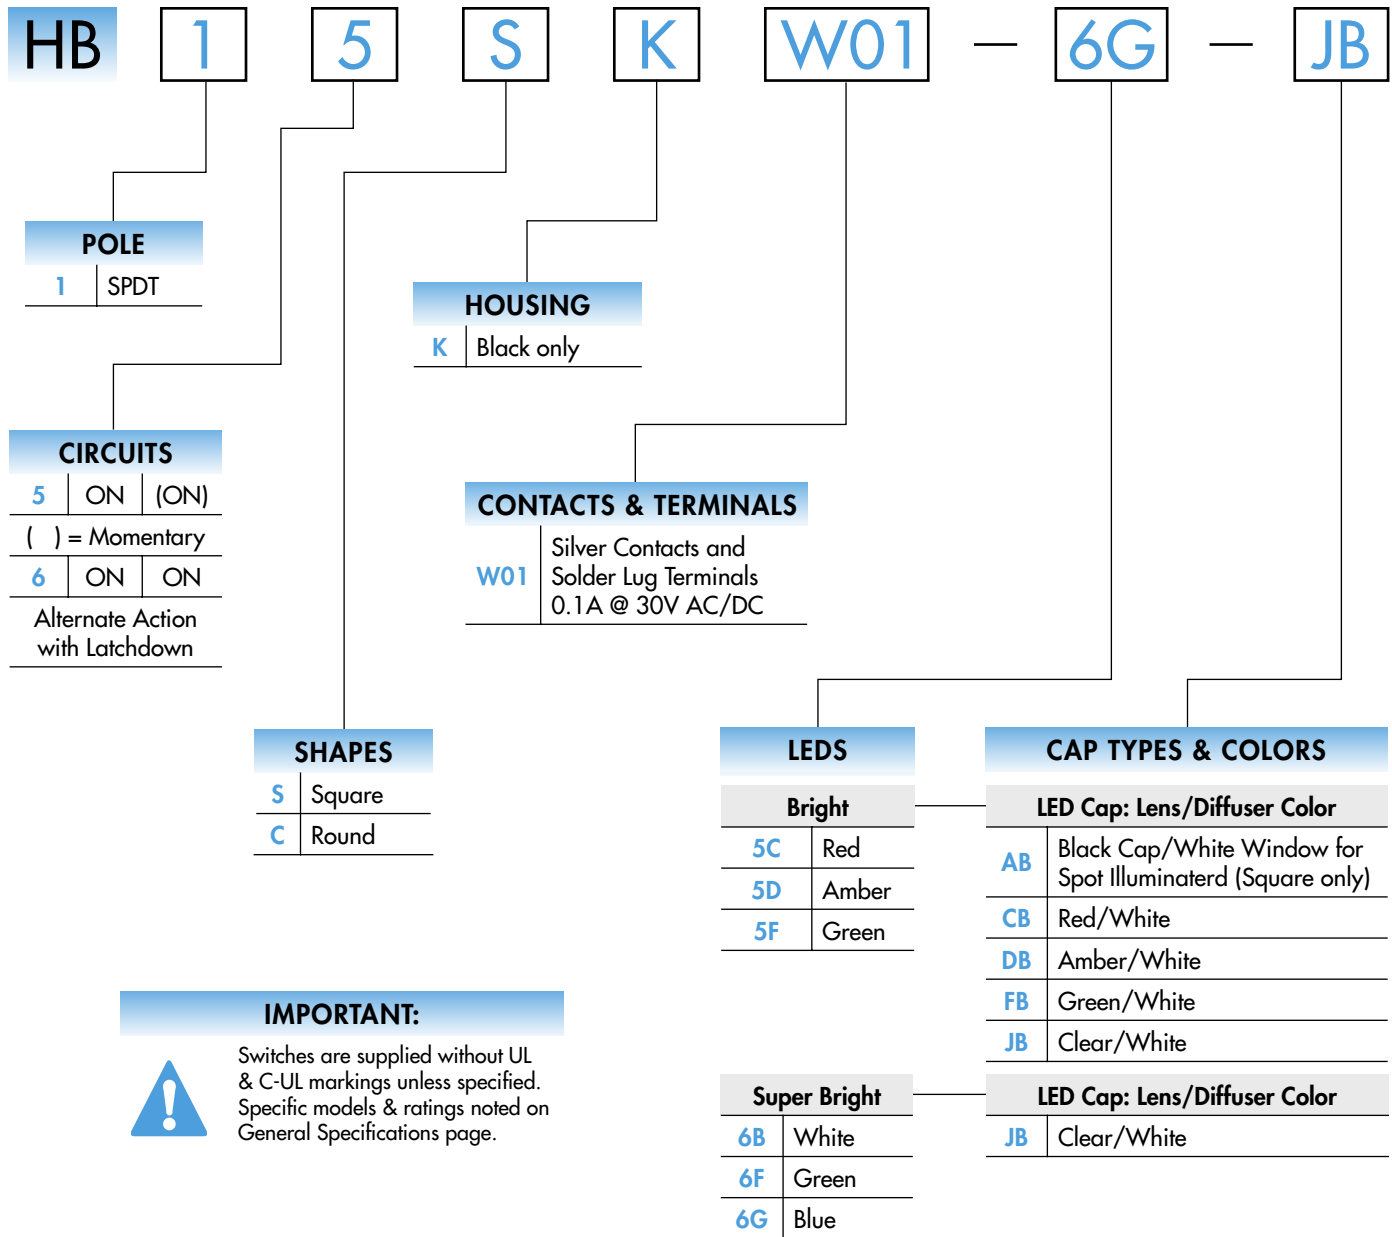 HB 1 5 S K W01 — 6G — JB
POLE
1 SPDT
HOUSING
K Black only
CIRCUITS
5 ON (ON)
( ) = Momentary
6 ON ON
Alternate Action
with Latchdown
CONTACTS & TERMINALS
W01 Silver Contacts and
Solder Lug Terminals
0.1A @ 30V AC/DC
SHAPES
S Square
C Round
LEDS
Bright
5C Red
5D Amber
5F Green
Super Bright
6B White
6F Green
6G Blue
CAP TYPES & COLORS
LED Cap: Lens/Diffuser Color
AB Black Cap/White Window for
Spot Illuminaterd (Square only)
CB Red/White
DB Amber/White
FB Green/White
JB Clear/White
LED Cap: Lens/Diffuser Color
JB Clear/White
IMPORTANT:
Switches are supplied without UL
& C-UL markings unless specified.
Specific models & ratings noted on
General Specifications page.